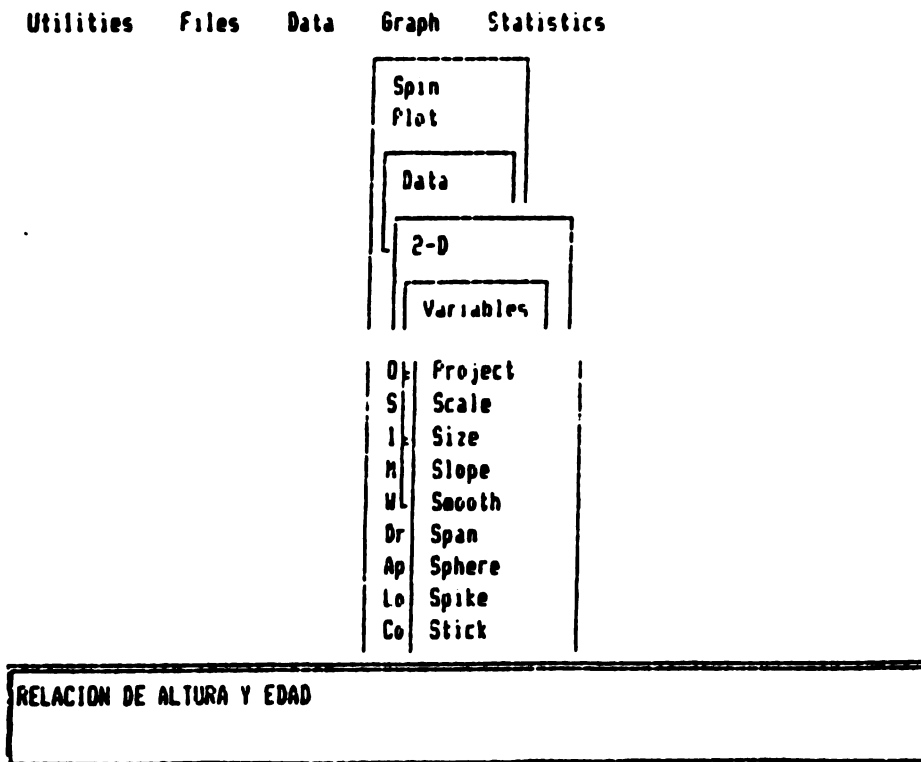 Utilities Files Data Graph Statistics
Spin
Plot
Data
2-D
Variables
O Project
S Scale
I Size
M Slope
W Smooth
Dr Span
Ap Sphere
Lo Spike
Co Stick
RELACION DE ALTURA Y EDAD